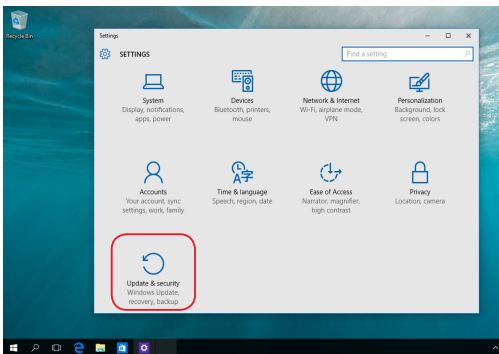 Recycle Bin
Settings
SETTINGS
Find a setting
System
Display, notifications,
apps, power
Devices
Bluetooth, printers,
mouse
Network & Internet
Wi-Fi, airplane mode,
VPN
Personalization
Background, lock
screen, colors
Accounts
Your account, sync
settings, work, family
Time & language
Speech, region, date
Ease of Access
Narrator, magnifier,
high contrast
Privacy
Location, camera
Update & security
Windows Update,
recovery, backup